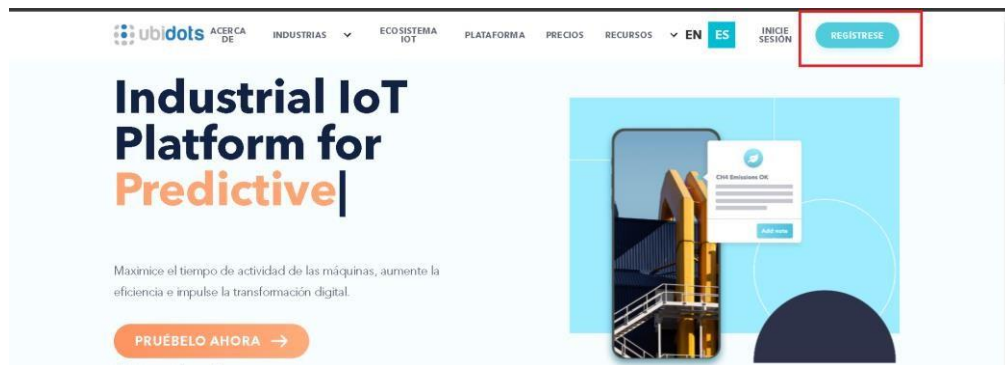 ubidots
ACERCA
DE
INDUSTRIAS
ECOSISTEMA
IOT
PLATAFORMA
PRECIOS
RECURSOS
EN
ES
INICIE
SESIÓN
REGÍSTRESE
Industrial IoT
Platform for
Predictive
Maximice el tiempo de actividad de las máquinas, aumente la
eficiencia e impulse la transformación digital.
PRUÉBELO AHORA →
CH4 Emissions OK
Add note